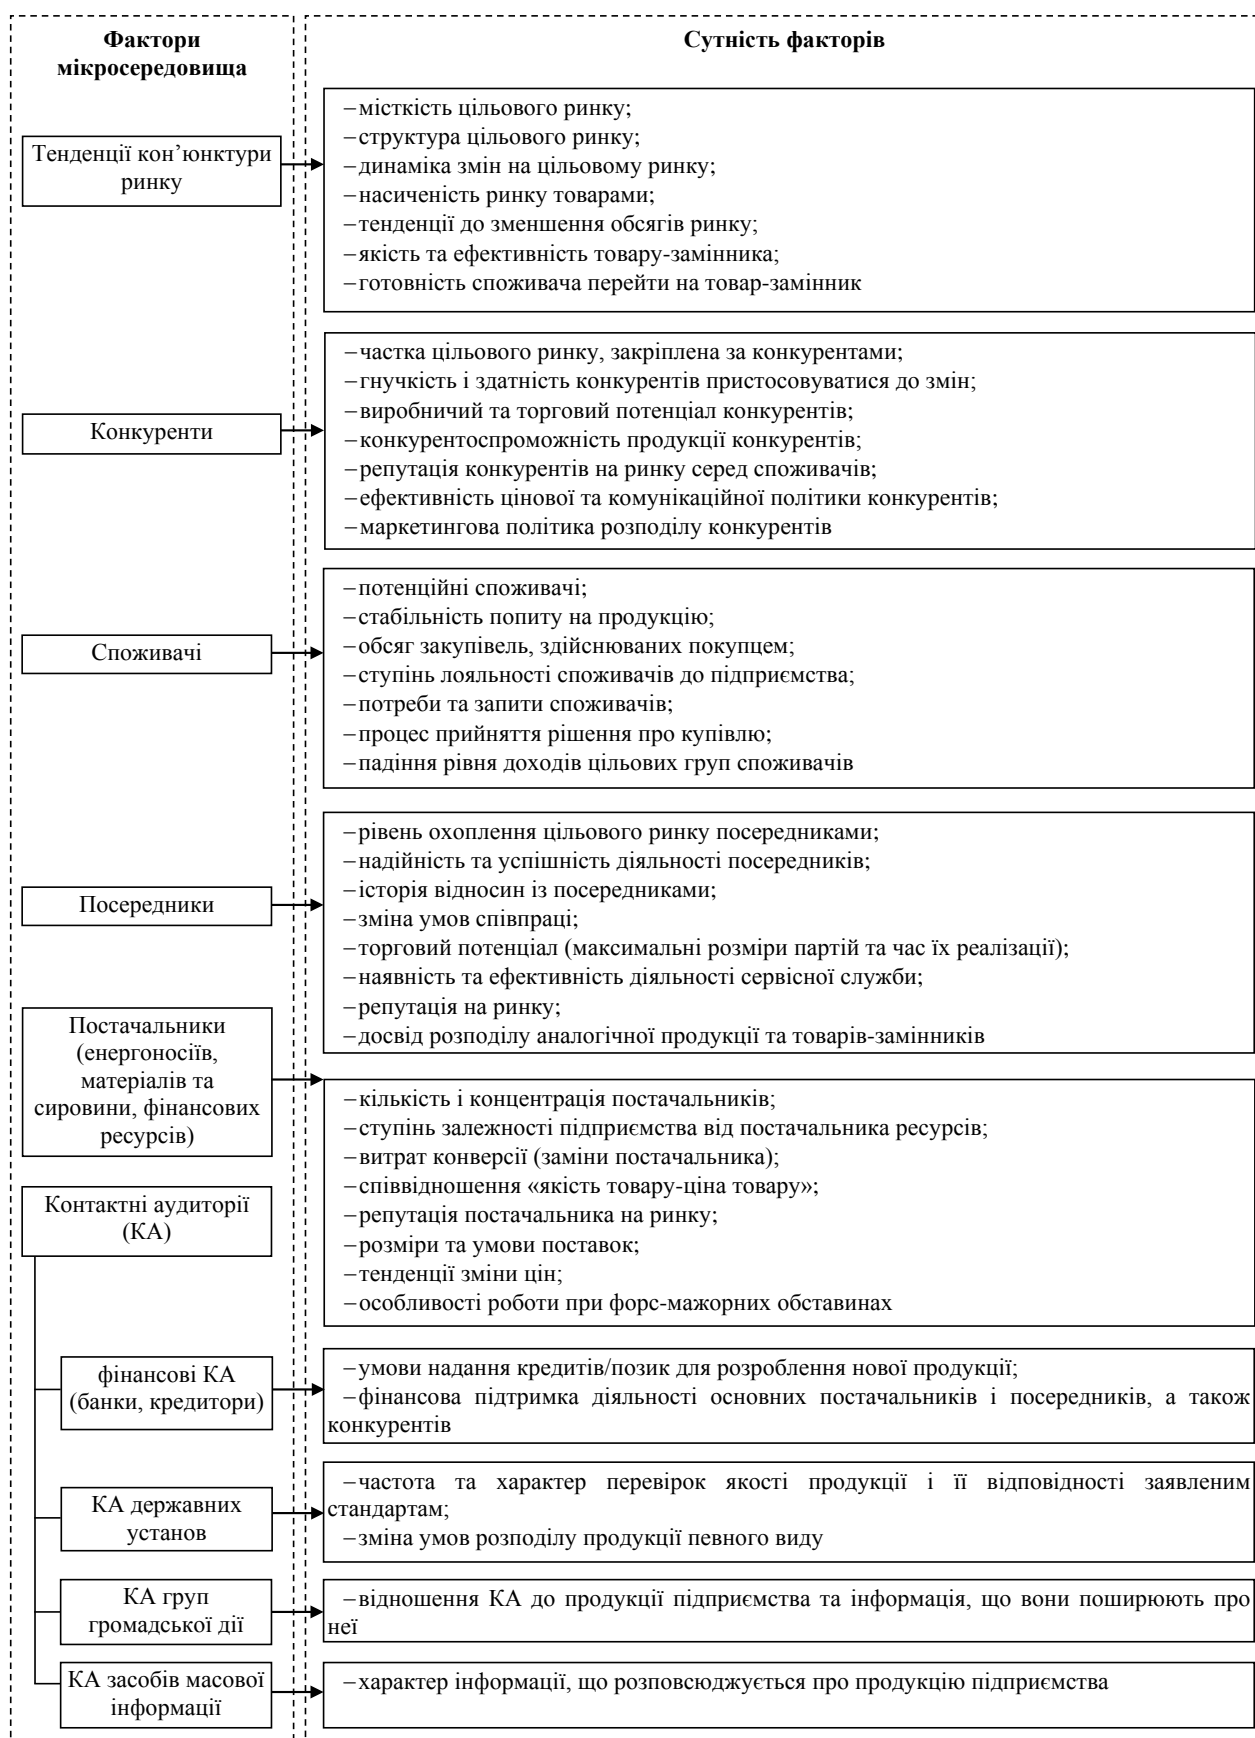 Фактори
мікросередовища
Сутність факторів
Тенденції кон’юнктури
ринку
–місткість цільового ринку;
–структура цільового ринку;
–динаміка змін на цільовому ринку;
–насиченість ринку товарами;
–тенденції до зменшення обсягів ринку;
–якість та ефективність товару-замінника;
–готовність споживача перейти на товар-замінник
Конкуренти
–частка цільового ринку, закріплена за конкурентами;
–гнучкість і здатність конкурентів пристосовуватися до змін;
–виробничий та торговий потенціал конкурентів;
–конкурентоспроможність продукції конкурентів;
–репутація конкурентів на ринку серед споживачів;
–ефективність цінової та комунікаційної політики конкурентів;
–маркетингова політика розподілу конкурентів
Споживачі
–потенційні споживачі;
–стабільність попиту на продукцію;
–обсяг закупівель, здійснюваних покупцем;
–ступінь лояльності споживачів до підприємства;
–потреби та запити споживачів;
–процес прийняття рішення про купівлю;
–падіння рівня доходів цільових груп споживачів
Посередники
–рівень охоплення цільового ринку посередниками;
–надійність та успішність діяльності посередників;
–історія відносин із посередниками;
–зміна умов співпраці;
–торговий потенціал (максимальні розміри партій та час їх реалізації);
–наявність та ефективність діяльності сервісної служби;
–репутація на ринку;
–досвід розподілу аналогічної продукції та товарів-замінників
Постачальники
(енергоносіїв,
матеріалів та
сировини, фінансових
ресурсів)
–кількість і концентрація постачальників;
–ступінь залежності підприємства від постачальника ресурсів;
–витрат конверсії (заміни постачальника);
–співвідношення «якість товару-ціна товару»;
–репутація постачальника на ринку;
–розміри та умови поставок;
–тенденції зміни цін;
–особливості роботи при форс-мажорних обставинах
Контактні аудиторії
(КА)
фінансові КА
(банки, кредитори)
–умови надання кредитів/позик для розроблення нової продукції;
–фінансова підтримка діяльності основних постачальників і посередників, а також
конкурентів
КА державних
установ
–частота та характер перевірок якості продукції і її відповідності заявленим
стандартам;
–зміна умов розподілу продукції певного виду
КА груп
громадської дії
–відношення КА до продукції підприємства та інформація, що вони поширюють про
неї
КА засобів масової
інформації
–характер інформації, що розповсюджується про продукцію підприємства